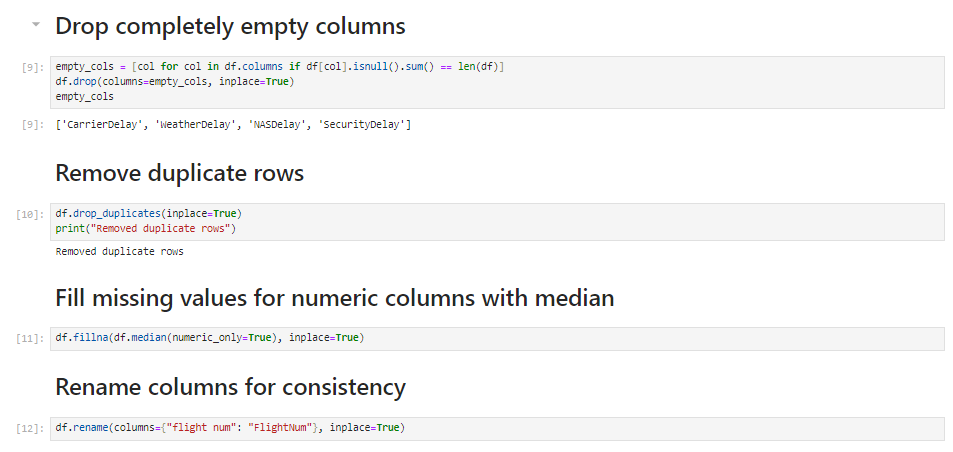 Drop completely empty columns
[9]: empty_cols = [col for col in df.columns if df[col].isnull().sum() == len(df)]
df.drop(columns=empty_cols, inplace=True)
empty_cols
[9]: ['CarrierDelay', 'WeatherDelay', 'NASDelay', 'SecurityDelay']
Remove duplicate rows
[10]: df.drop_duplicates(inplace=True)
print("Removed duplicate rows")
Removed duplicate rows
Fill missing values for numeric columns with median
[11]: df.fillna(df.median(numeric_only=True), inplace=True)
Rename columns for consistency
[12]: df.rename(columns={"flight num": "FlightNum"}, inplace=True)